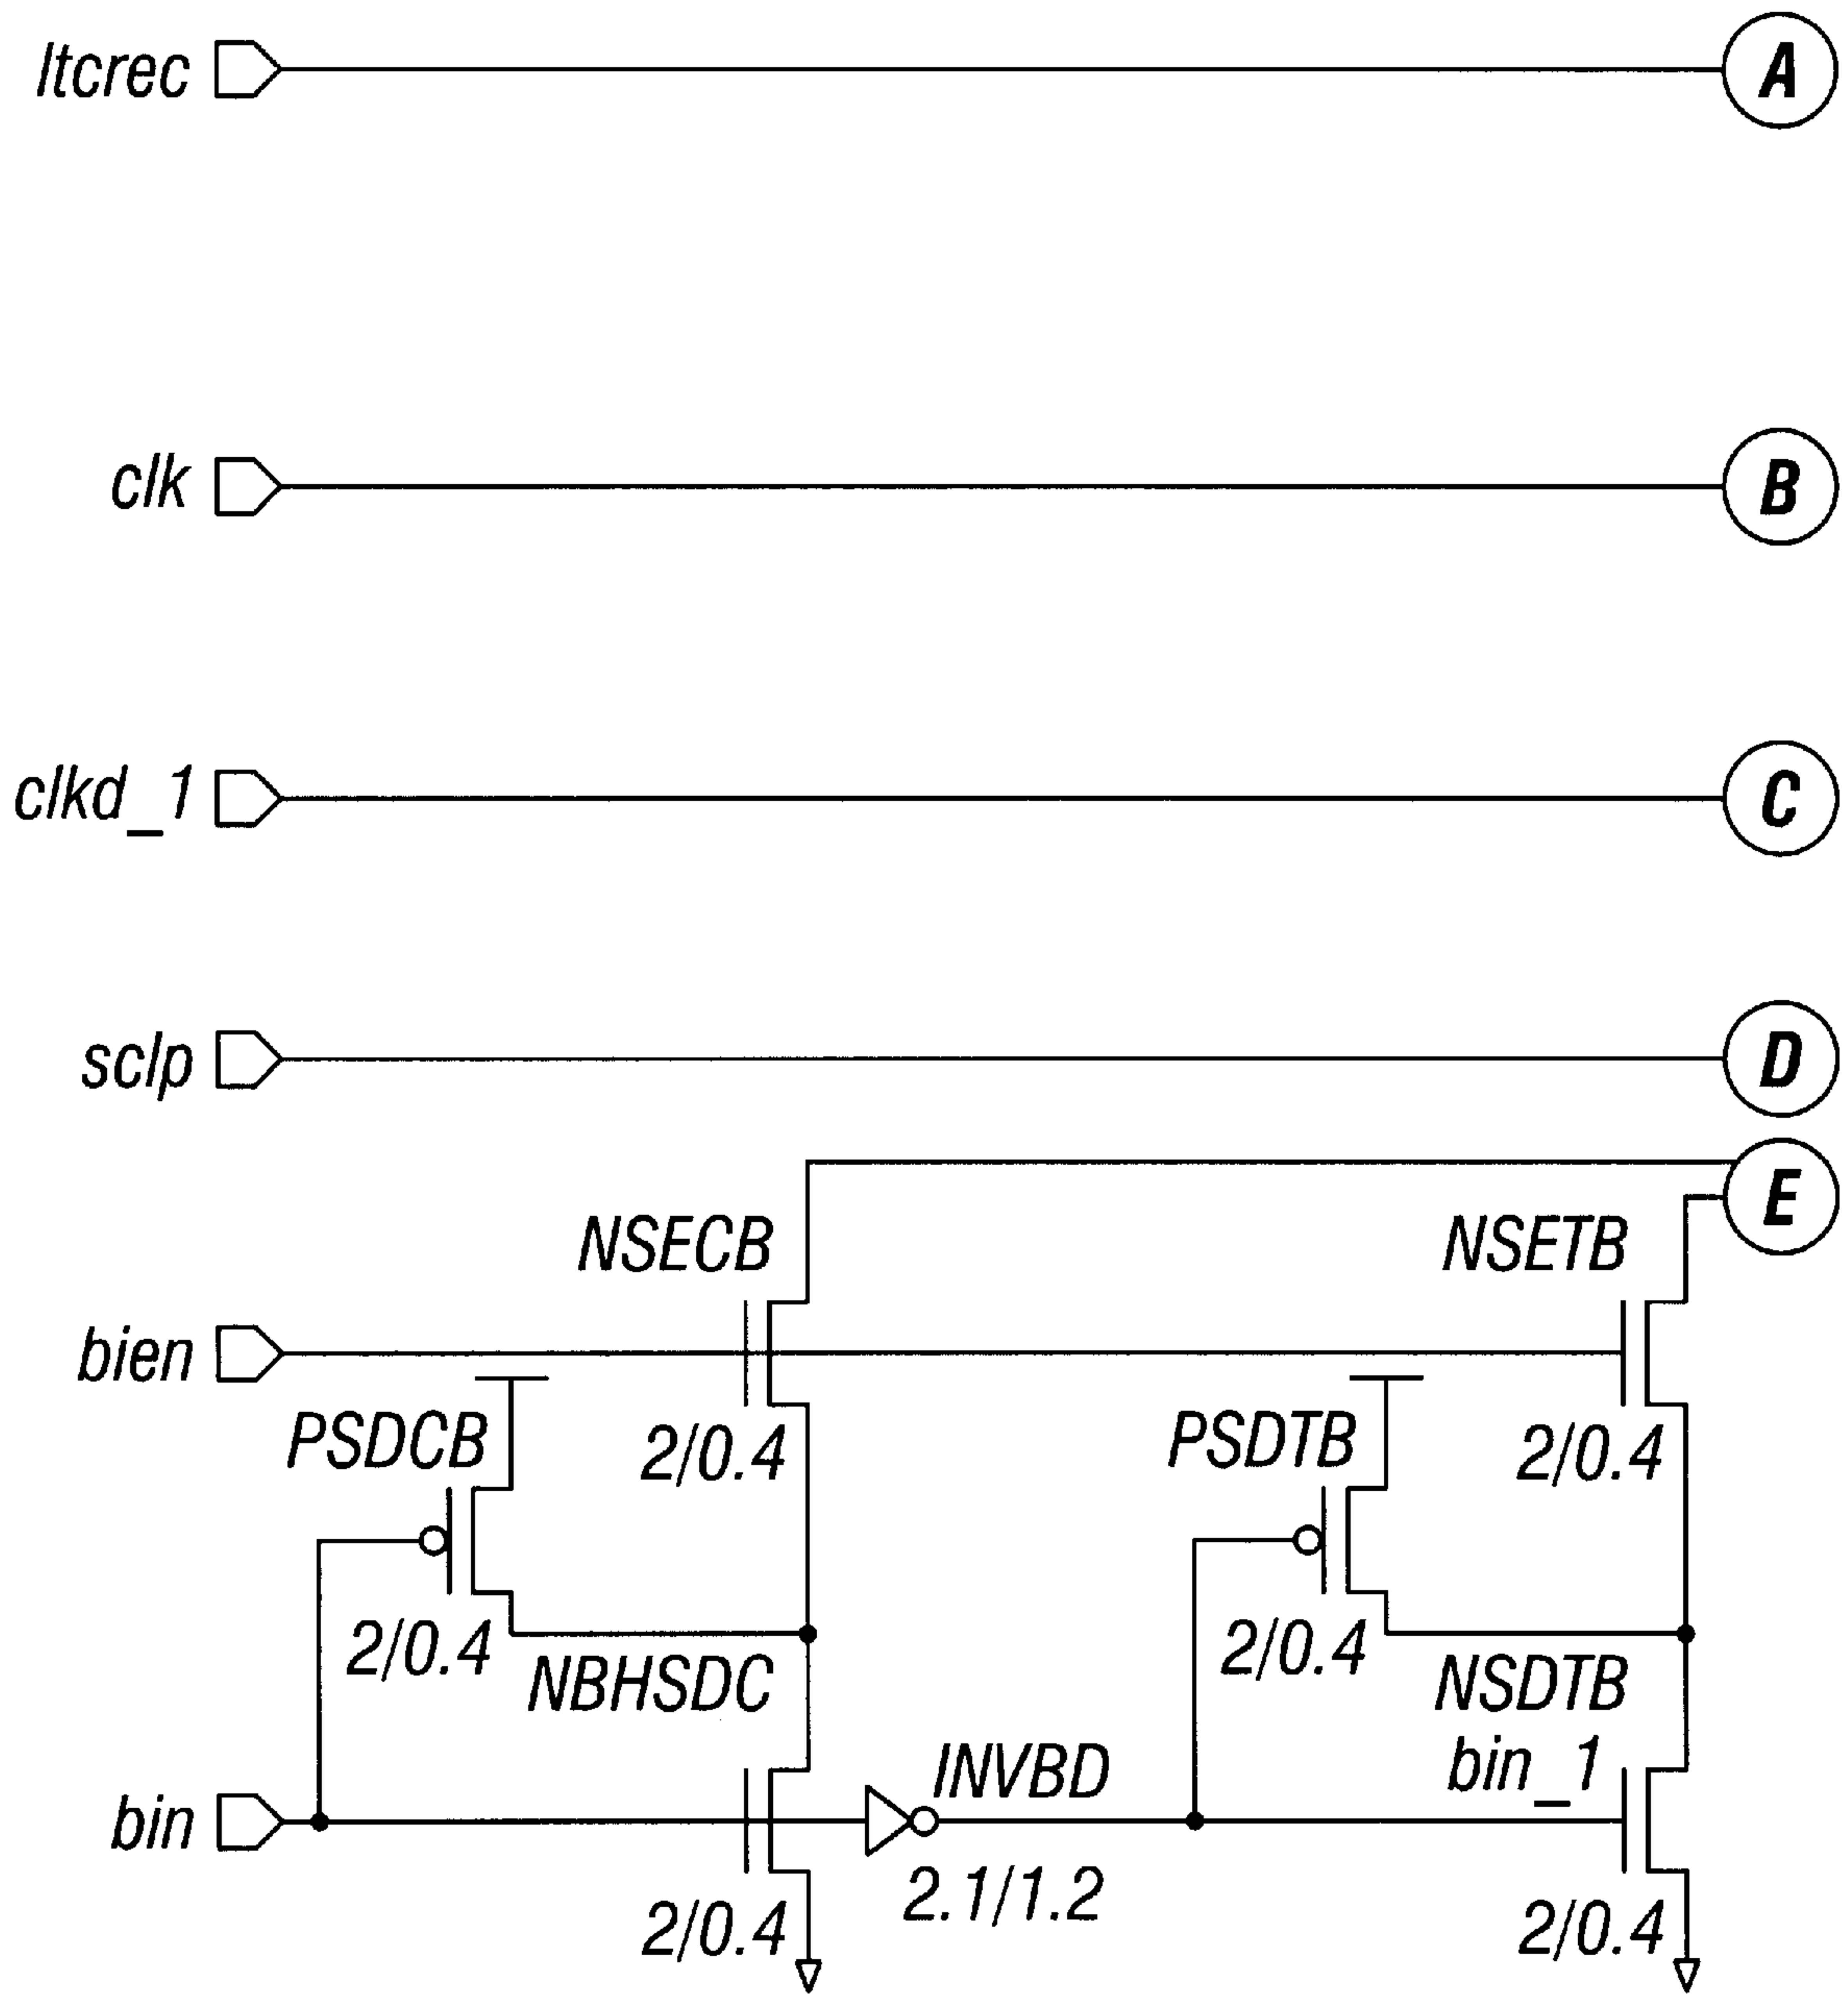 ltcrec
A
clk
B
clkd_1
C
sclp
D
E
NSECB
NSETB
bien
PSDCB
2/0.4
PSDTB
2/0.4
2/0.4
NBHSDC
2/0.4
NSDTB
bin_1
INVBD
bin
2.1/1.2
2/0.4
2/0.4